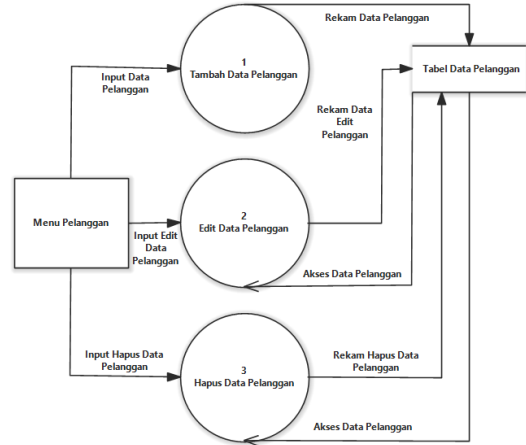 Rekam Data Pelanggan
1
Tambah Data Pelanggan
Tabel Data Pelanggan
Input Data
Pelanggan
Rekam Data
Edit
Pelanggan
Menu Pelanggan
2
Edit Data Pelanggan
Input Edit
Data
Pelanggan
Akses Data Pelanggan
Input Hapus Data
Pelanggan
3
Hapus Data Pelanggan
Rekam Hapus Data
Pelanggan
Akses Data Pelanggan